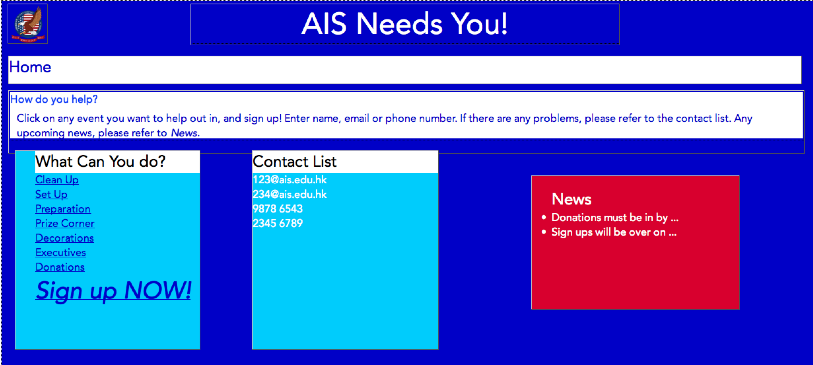 AIS Needs You!
Home
How do you help?
Click on any event you want to help out in, and sign up! Enter name, email or phone number. If there are any problems, please refer to the contact list. Any
upcoming news, please refer to News.
What Can You do?
Clean Up
Set Up
Preparation
Prize Corner
Decorations
Executives
Donations
Sign up NOW!
Contact List
123@ais.edu.hk
234@ais.edu.hk
9878 6543
2345 6789
News
• Donations must be in by ...
• Sign ups will be over on ...